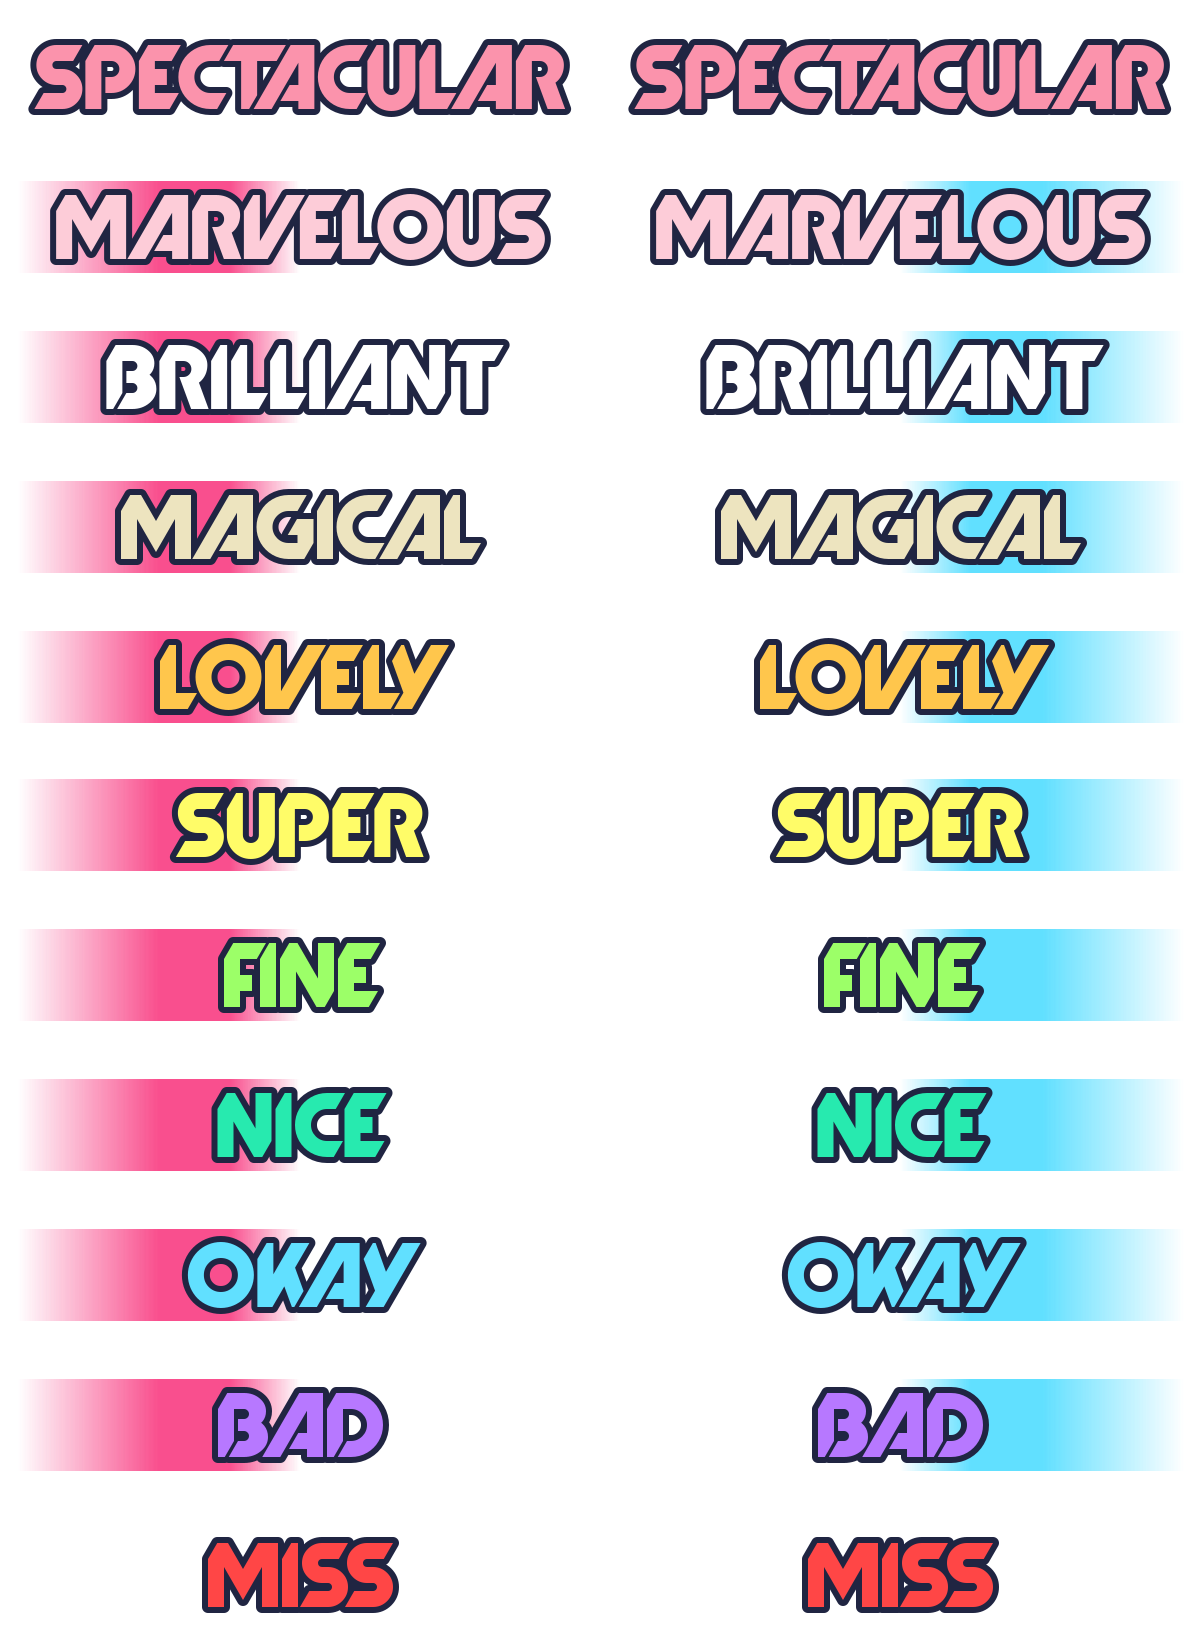 SPECTACULAR SPECTACULAR
MARVELOUS MARVELOUS
BRILLIANT BRILLIANT
MAGICAL MAGICAL
LOVELY LOVELY
SUPER SUPER
FINE FINE
NICE NICE
OKAY OKAY
BAD BAD
MISS MISS